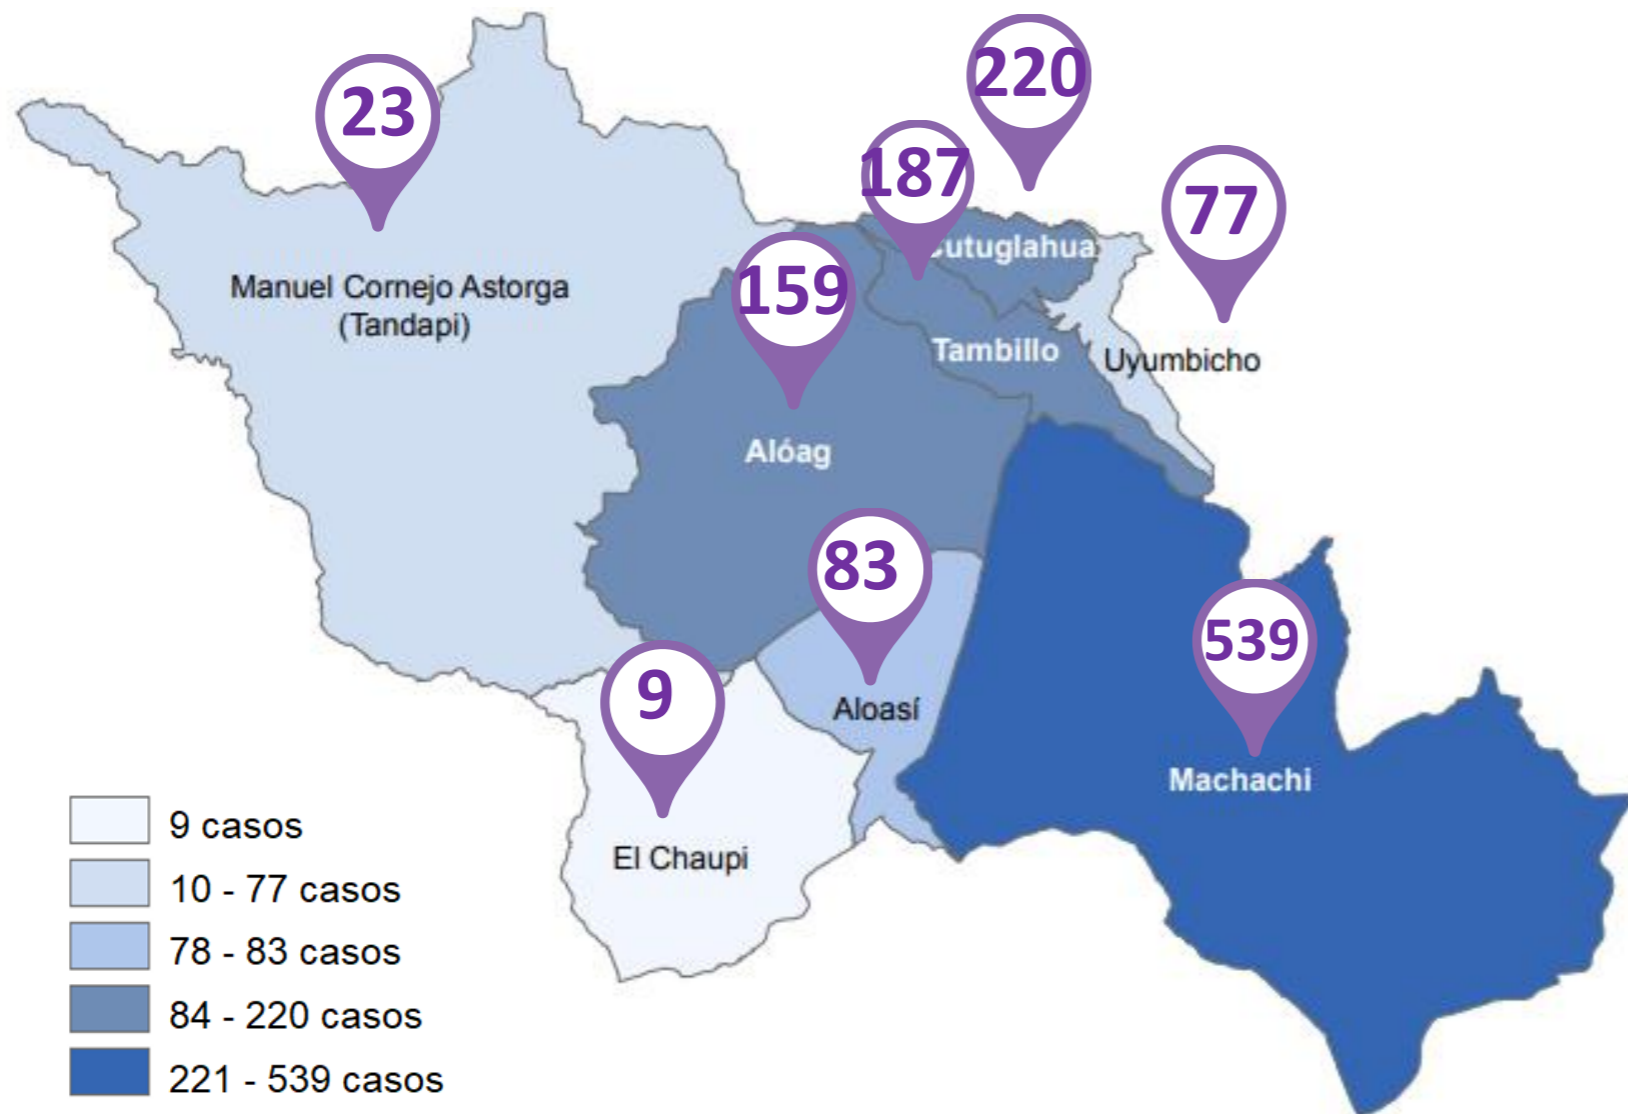 220
23
187
77
Cutuglahua
159
Manuel Cornejo Astorga
(Tandapi)
Tambillo
Uyumbicho
Alóag
83
539
9
Aloasí
Machachi
El Chaupi
9 casos
10 - 77 casos
78 - 83 casos
84 - 220 casos
221 - 539 casos